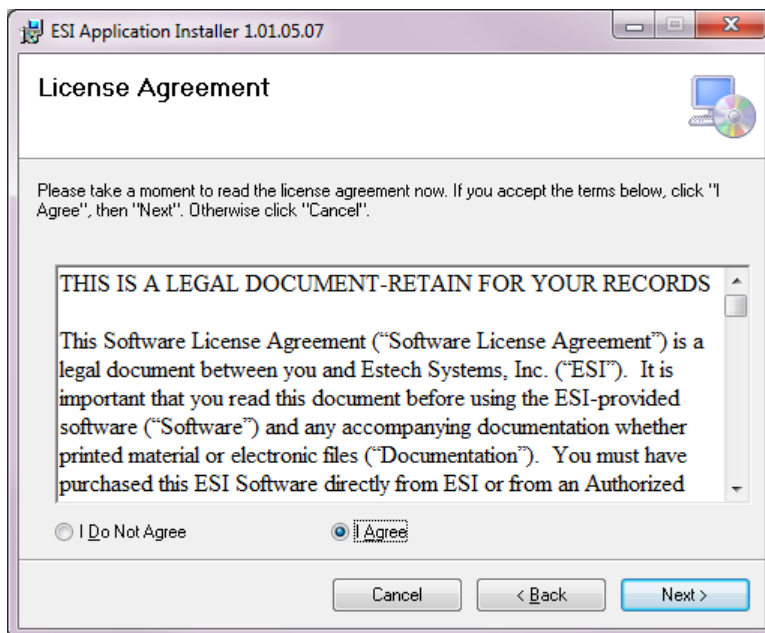 ESI Application Installer 1.01.05.07
License Agreement
Please take a moment to read the license agreement now. If you accept the terms below, click "I
Agree", then "Next". Otherwise click "Cancel".
THIS IS A LEGAL DOCUMENT-RETAIN FOR YOUR RECORDS
This Software License Agreement (“Software License Agreement”) is a
legal document between you and Estech Systems, Inc. (“ESI”).  It is
important that you read this document before using the ESI-provided
software (“Software”) and any accompanying documentation whether
printed material or electronic files (“Documentation”).  You must have
purchased this ESI Software directly from ESI or from an Authorized
I Do Not Agree
I Agree
Cancel
< Back
Next >